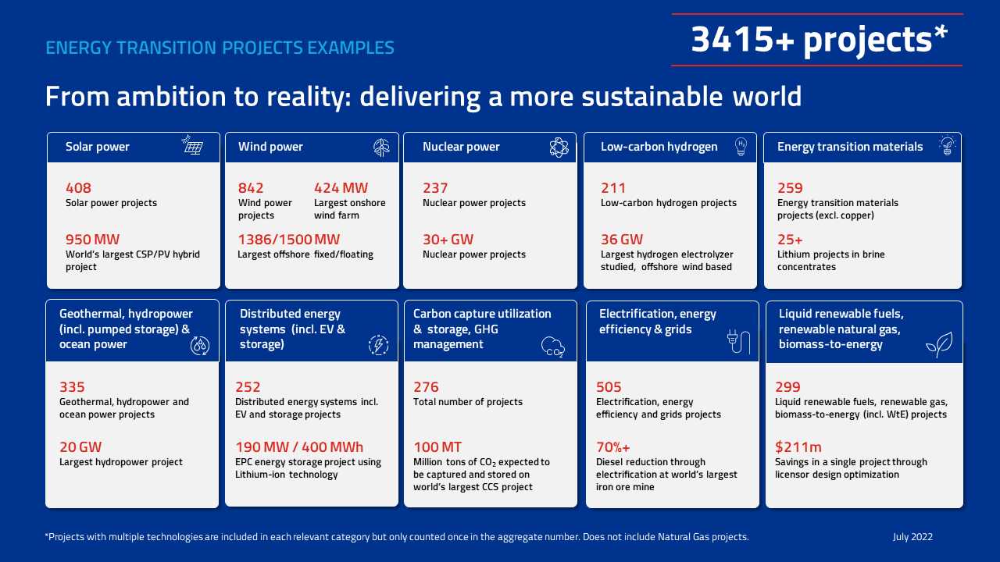 ENERGY TRANSITION PROJECTS EXAMPLES
3415+ projects*
From ambition to reality: delivering a more sustainable world
Solar power
408
Solar power projects
950 MW
World's largest CSP/PV hybrid
project
Wind power
842
Wind power
projects
424 MW
Largest onshore
wind farm
1386/1500 MW
Largest offshore fixed/floating
Nuclear power
237
Nuclear power projects
30+ GW
Nuclear power projects
Low-carbon hydrogen
H₂
211
Low-carbon hydrogen projects
36 GW
Largest hydrogen electrolyzer
studied, offshore wind based
Energy transition materials
259
Energy transition materials
projects (excl. copper)
25+
Lithium projects in brine
concentrates
Geothermal, hydropower
(incl. pumped storage) &
ocean power
335
Geothermal, hydropower and
ocean power projects
20 GW
Largest hydropower project
Distributed energy
systems (incl. EV &
storage)
252
Distributed energy systems incl.
EV and storage projects
190 MW / 400 MWh
EPC energy storage project using
Lithium-ion technology
Carbon capture utilization
& storage, GHG
management
CO₂
276
Total number of projects
100 MT
Million tons of CO₂ expected to
be captured and stored on
world's largest CCS project
Electrification, energy
efficiency & grids
505
Electrification, energy
efficiency and grids projects
70%+
Diesel reduction through
electrification at world's largest
iron ore mine
Liquid renewable fuels,
renewable natural gas,
biomass-to-energy
299
Liquid renewable fuels, renewable gas,
biomass-to-energy (incl. WtE) projects
$211m
Savings in a single project through
licensor design optimization
*Projects with multiple technologies are included in each relevant category but only counted once in the aggregate number. Does not include Natural Gas projects.
July 2022